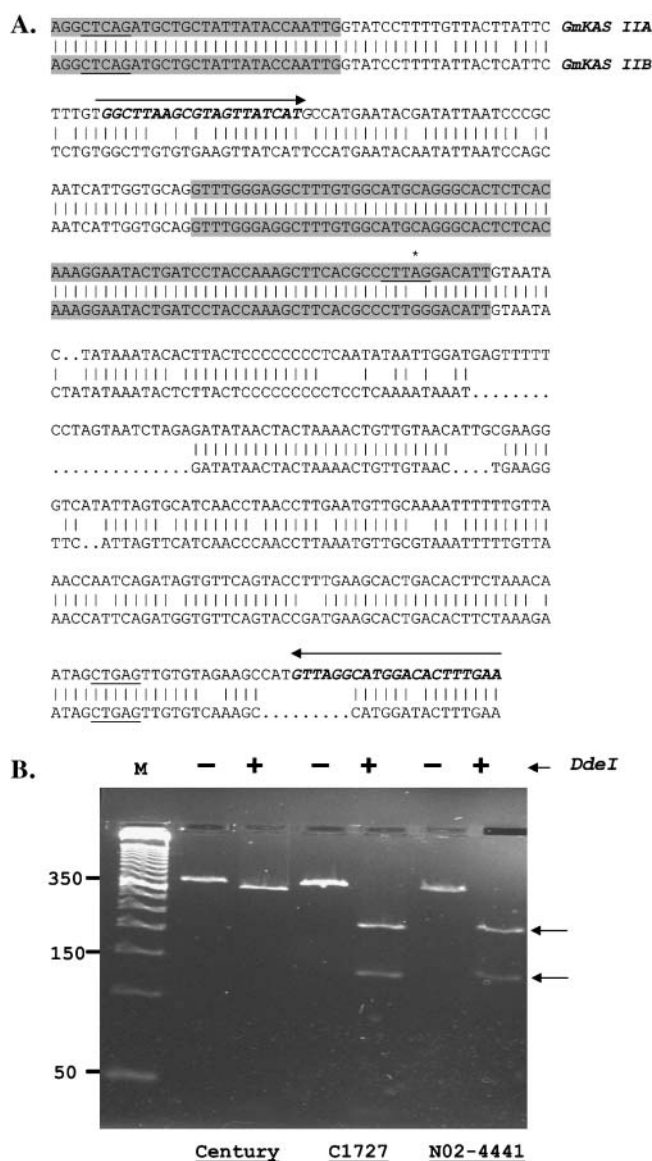 A.
AGGCTCAGATGCTGCTATTATACCAATTGGTATCCTTTTGTTACTTATTC GmKAS IIA
AGGCTCAGATGCTGCTATTATACCAATTGGTATCCTTTTATTACTCATTC GmKAS IIB
TTTGTGGCTTAAGCGTAGTTATCATGCCATGAATACGATATTAATCCCGC
TCTGTGGCTTGTGTGAAGTTATCATTCCATGAATACAATATTAATCCAGC
AATCATTGGTGCAGGTTTGGGAGGCTTTGTGGCATGCAGGGCACTCTCAC
AATCATTGGTGCAGGTTTGGGAGGCTTTGTGGCATGCAGGGCACTCTCAC
*
AAAGGAATACTGATCCTACCAAAGCTTCACGCCCTTAGGACATTGTAATA
AAAGGAATACTGATCCTACCAAAGCTTCACGCCCTTGGGACATTGTAATA
C..TATAAATACACTTACTCCCCCCCCTCAATATAATTGGATGAGTTTTT
CTATATAAATACTCTTACTCCCCCCCCCCTCCTCAAAATAAAT........
CCTAGTAATCTAGAGATATAACTACTAAAACTGTTGTAACATTGCGAAGG
..............GATATAACTACTAAAACTGTTGTAAC....TGAAGG
GTCATATTAGTGCATCAACCTAACCTTGAATGTTGCAAAATTTTTTGTTA
TTC..ATTAGTTCATCAACCCAACCTTAAATGTTGCGTAAATTTTTGTTA
AACCAATCAGATAGTGTTCAGTACCTTTGAAGCACTGACACTTCTAAACA
AACCATTCAGATGGTGTTCAGTACCGATGAAGCACTGACACTTCTAAAGA
ATAGCTGAGTTGTGTAGAAGCCATGTTAGGCATGGACACTTTGAA
ATAGCTGAGTTGTGTCAAAGC.........CATGGATACTTTGAA
B.
M - + - + - + DdeI
350
150
50
Century C1727 N02-4441